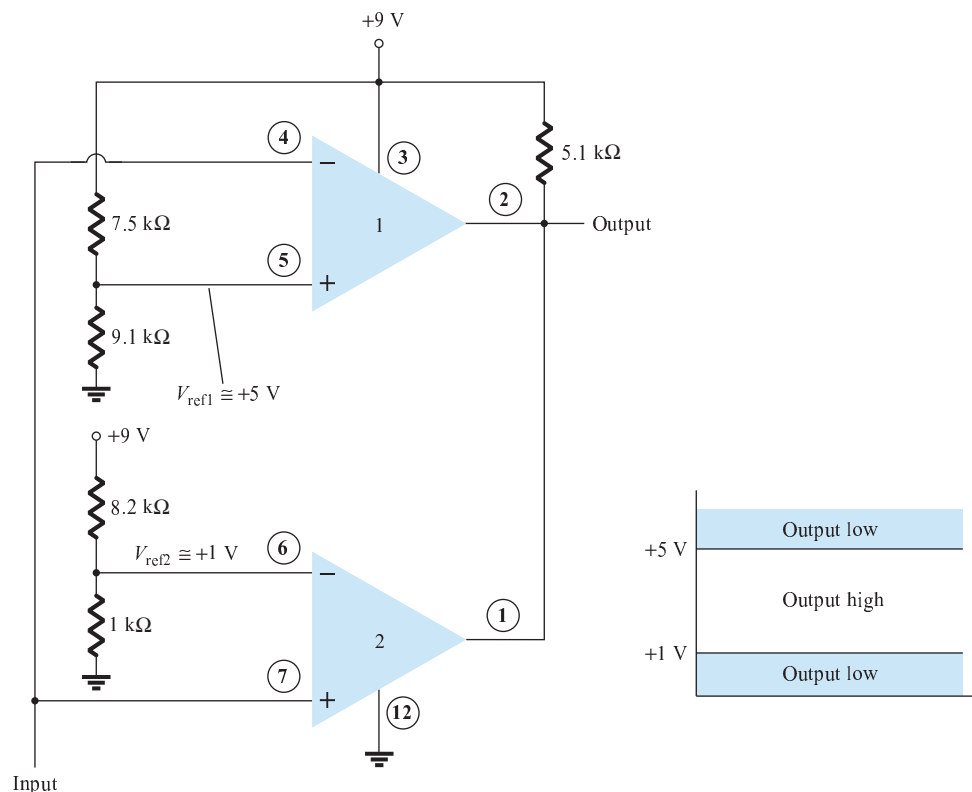 +9 V
4
−
3
5.1 kΩ
7.5 kΩ
1
2
Output
5
+
9.1 kΩ
Vref1 ≅ +5 V
+9 V
8.2 kΩ
Vref2 ≅ +1 V
6
−
1 kΩ
2
1
7
+
12
Input
Output low
+5 V
Output high
+1 V
Output low